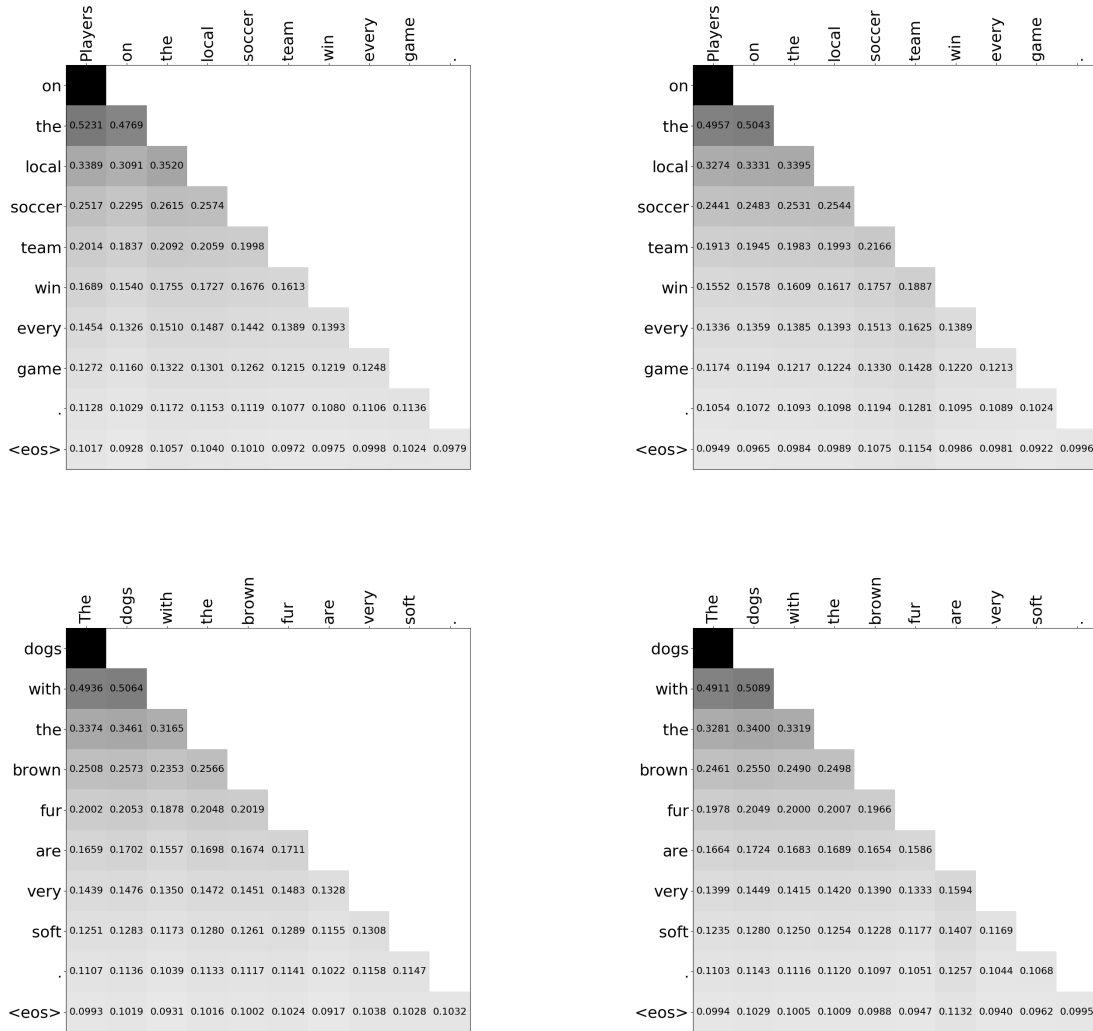 Players on the local soccer team win every game .
on
the 0.5231 0.4769
local 0.3389 0.3091 0.3520
soccer 0.2517 0.2295 0.2615 0.2574
team 0.2014 0.1837 0.2092 0.2059 0.1998
win 0.1689 0.1540 0.1755 0.1727 0.1676 0.1613
every 0.1454 0.1326 0.1510 0.1487 0.1442 0.1389 0.1393
game 0.1272 0.1160 0.1322 0.1301 0.1262 0.1215 0.1219 0.1248
. 0.1128 0.1029 0.1172 0.1153 0.1119 0.1077 0.1080 0.1106 0.1136
<eos> 0.1017 0.0928 0.1057 0.1040 0.1010 0.0972 0.0975 0.0998 0.1024 0.0979
Players on the local soccer team win every game .
on
the 0.4957 0.5043
local 0.3274 0.3331 0.3395
soccer 0.2441 0.2483 0.2531 0.2544
team 0.1913 0.1945 0.1983 0.1993 0.2166
win 0.1552 0.1578 0.1609 0.1617 0.1757 0.1887
every 0.1336 0.1359 0.1385 0.1393 0.1513 0.1625 0.1389
game 0.1174 0.1194 0.1217 0.1224 0.1330 0.1428 0.1220 0.1213
. 0.1054 0.1072 0.1093 0.1098 0.1194 0.1281 0.1095 0.1089 0.1024
<eos> 0.0949 0.0965 0.0984 0.0989 0.1075 0.1154 0.0986 0.0981 0.0922 0.0996
The dogs with the brown fur are very soft .
dogs
with 0.4936 0.5064
the 0.3374 0.3461 0.3165
brown 0.2508 0.2573 0.2353 0.2566
fur 0.2002 0.2053 0.1878 0.2048 0.2019
are 0.1659 0.1702 0.1557 0.1698 0.1674 0.1711
very 0.1439 0.1476 0.1350 0.1472 0.1451 0.1483 0.1328
soft 0.1251 0.1283 0.1173 0.1280 0.1261 0.1289 0.1155 0.1308
. 0.1107 0.1136 0.1039 0.1133 0.1117 0.1141 0.1022 0.1158 0.1147
<eos> 0.0993 0.1019 0.0931 0.1016 0.1002 0.1024 0.0917 0.1038 0.1028 0.1032
The dogs with the brown fur are very soft .
dogs
with 0.4911 0.5089
the 0.3281 0.3400 0.3319
brown 0.2461 0.2550 0.2490 0.2498
fur 0.1978 0.2049 0.2000 0.2007 0.1966
are 0.1664 0.1724 0.1683 0.1689 0.1654 0.1586
very 0.1399 0.1449 0.1415 0.1420 0.1390 0.1333 0.1594
soft 0.1235 0.1280 0.1250 0.1254 0.1228 0.1177 0.1407 0.1169
. 0.1103 0.1143 0.1116 0.1120 0.1097 0.1051 0.1257 0.1044 0.1068
<eos> 0.0994 0.1029 0.1005 0.1009 0.0988 0.0947 0.1132 0.0940 0.0962 0.0995